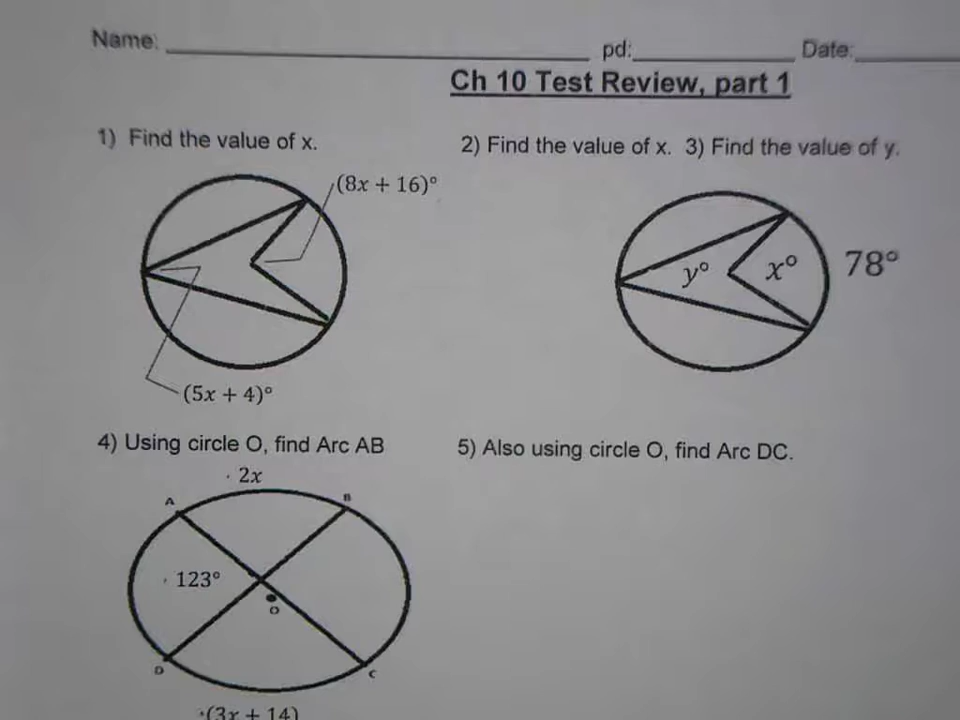 Name: pd: Date:
Ch 10 Test Review, part 1
1) Find the value of x.
2) Find the value of x. 3) Find the value of y.
(8x + 16)°
y° x° 78°
(5x + 4)°
4) Using circle O, find Arc AB
5) Also using circle O, find Arc DC.
2x
A B
123°
O
D C
(3x + 14)